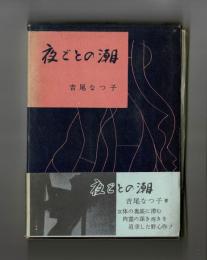 夜ごとの潮
吉尾なつ子
夜ごとの潮
吉尾なつ子著
女体の奥底に潜む
肉霊の深き疼きを
追求した野心作！